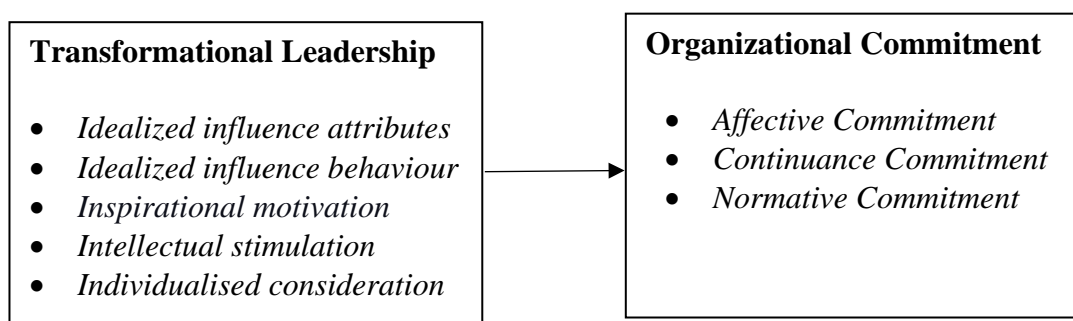 Transformational Leadership
• Idealized influence attributes
• Idealized influence behaviour
• Inspirational motivation
• Intellectual stimulation
• Individualised consideration
Organizational Commitment
• Affective Commitment
• Continuance Commitment
• Normative Commitment